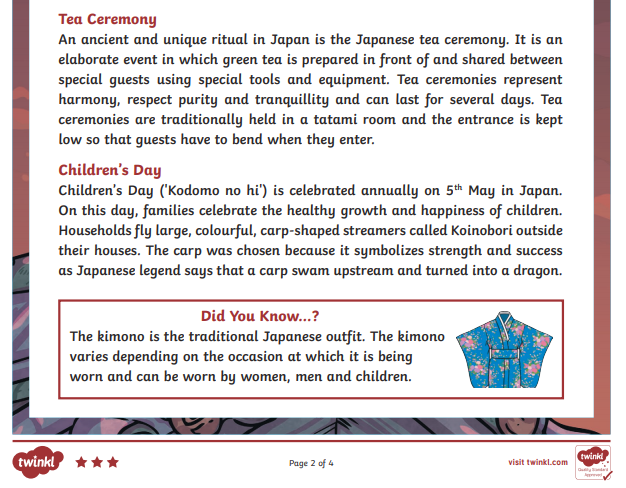 Tea Ceremony
An ancient and unique ritual in Japan is the Japanese tea ceremony. It is an
elaborate event in which green tea is prepared in front of and shared between
special guests using special tools and equipment. Tea ceremonies represent
harmony, respect purity and tranquillity and can last for several days. Tea
ceremonies are traditionally held in a tatami room and the entrance is kept
low so that guests have to bend when they enter.
Children's Day
Children's Day ('Kodomo no hi') is celebrated annually on 5th May in Japan.
On this day, families celebrate the healthy growth and happiness of children.
Households fly large, colourful, carp-shaped streamers called Koinobori outside
their houses. The carp was chosen because it symbolizes strength and success
as Japanese legend says that a carp swam upstream and turned into a dragon.
Did You Know...?
The kimono is the traditional Japanese outfit. The kimono
varies depending on the occasion at which it is being
worn and can be worn by women, men and children.
twinkl
Page 2 of 4
visit twinkl.com
twinkl
Quality Standard
Approved